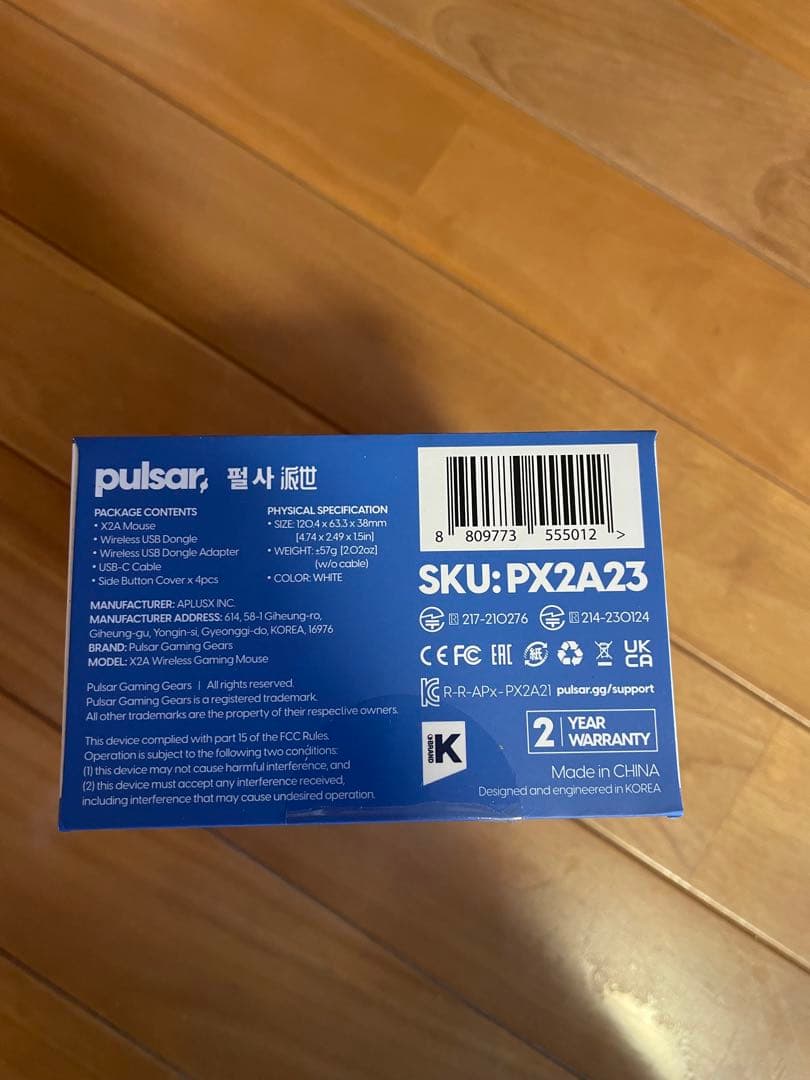 pulsar 펄사 派世
PACKAGE CONTENTS
• X2A Mouse
• Wireless USB Dongle
• Wireless USB Dongle Adapter
• USB-C Cable
• Side Button Cover x 4pcs
PHYSICAL SPECIFICATION
• SIZE: 120.4 x 63.3 x 38mm
[4.74 x 2.49 x 1.5in]
• WEIGHT: ±57g [2.02oz]
(w/o cable)
• COLOR: WHITE
MANUFACTURER: APLUSX INC.
MANUFACTURER ADDRESS: 614, 58-1 Giheung-ro,
Giheung-gu, Yongin-si, Gyeonggi-do, KOREA, 16976
BRAND: Pulsar Gaming Gears
MODEL: X2A Wireless Gaming Mouse
Pulsar Gaming Gears | All rights reserved.
Pulsar Gaming Gears is a registered trademark.
All other trademarks are the property of their respective owners.
This device complied with part 15 of the FCC Rules.
Operation is subject to the following two conditions:
(1) this device may not cause harmful interference, and
(2) this device must accept any interference received,
including interference that may cause undesired operation.
8 809773 555012 >
SKU: PX2A23
R 217-210276 R 214-230124
CE FC EAC 紙 UK CA
KC R-R-APx-PX2A21 pulsar.gg/support
K BRAND
2 YEAR WARRANTY
Made in CHINA
Designed and engineered in KOREA